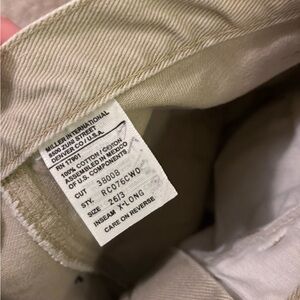 MILLER INTERNATIONAL
8500 ZUNI STREET
DENVER CO / U.S.A.
RN 17901
100% COTTON / COTON
ASSEMBLED IN MEXICO
OF U.S. COMPONENTS
CUT 38008
STY. RC076CWO
SIZE 26/3
INSEAM X-LONG
CARE ON REVERSE